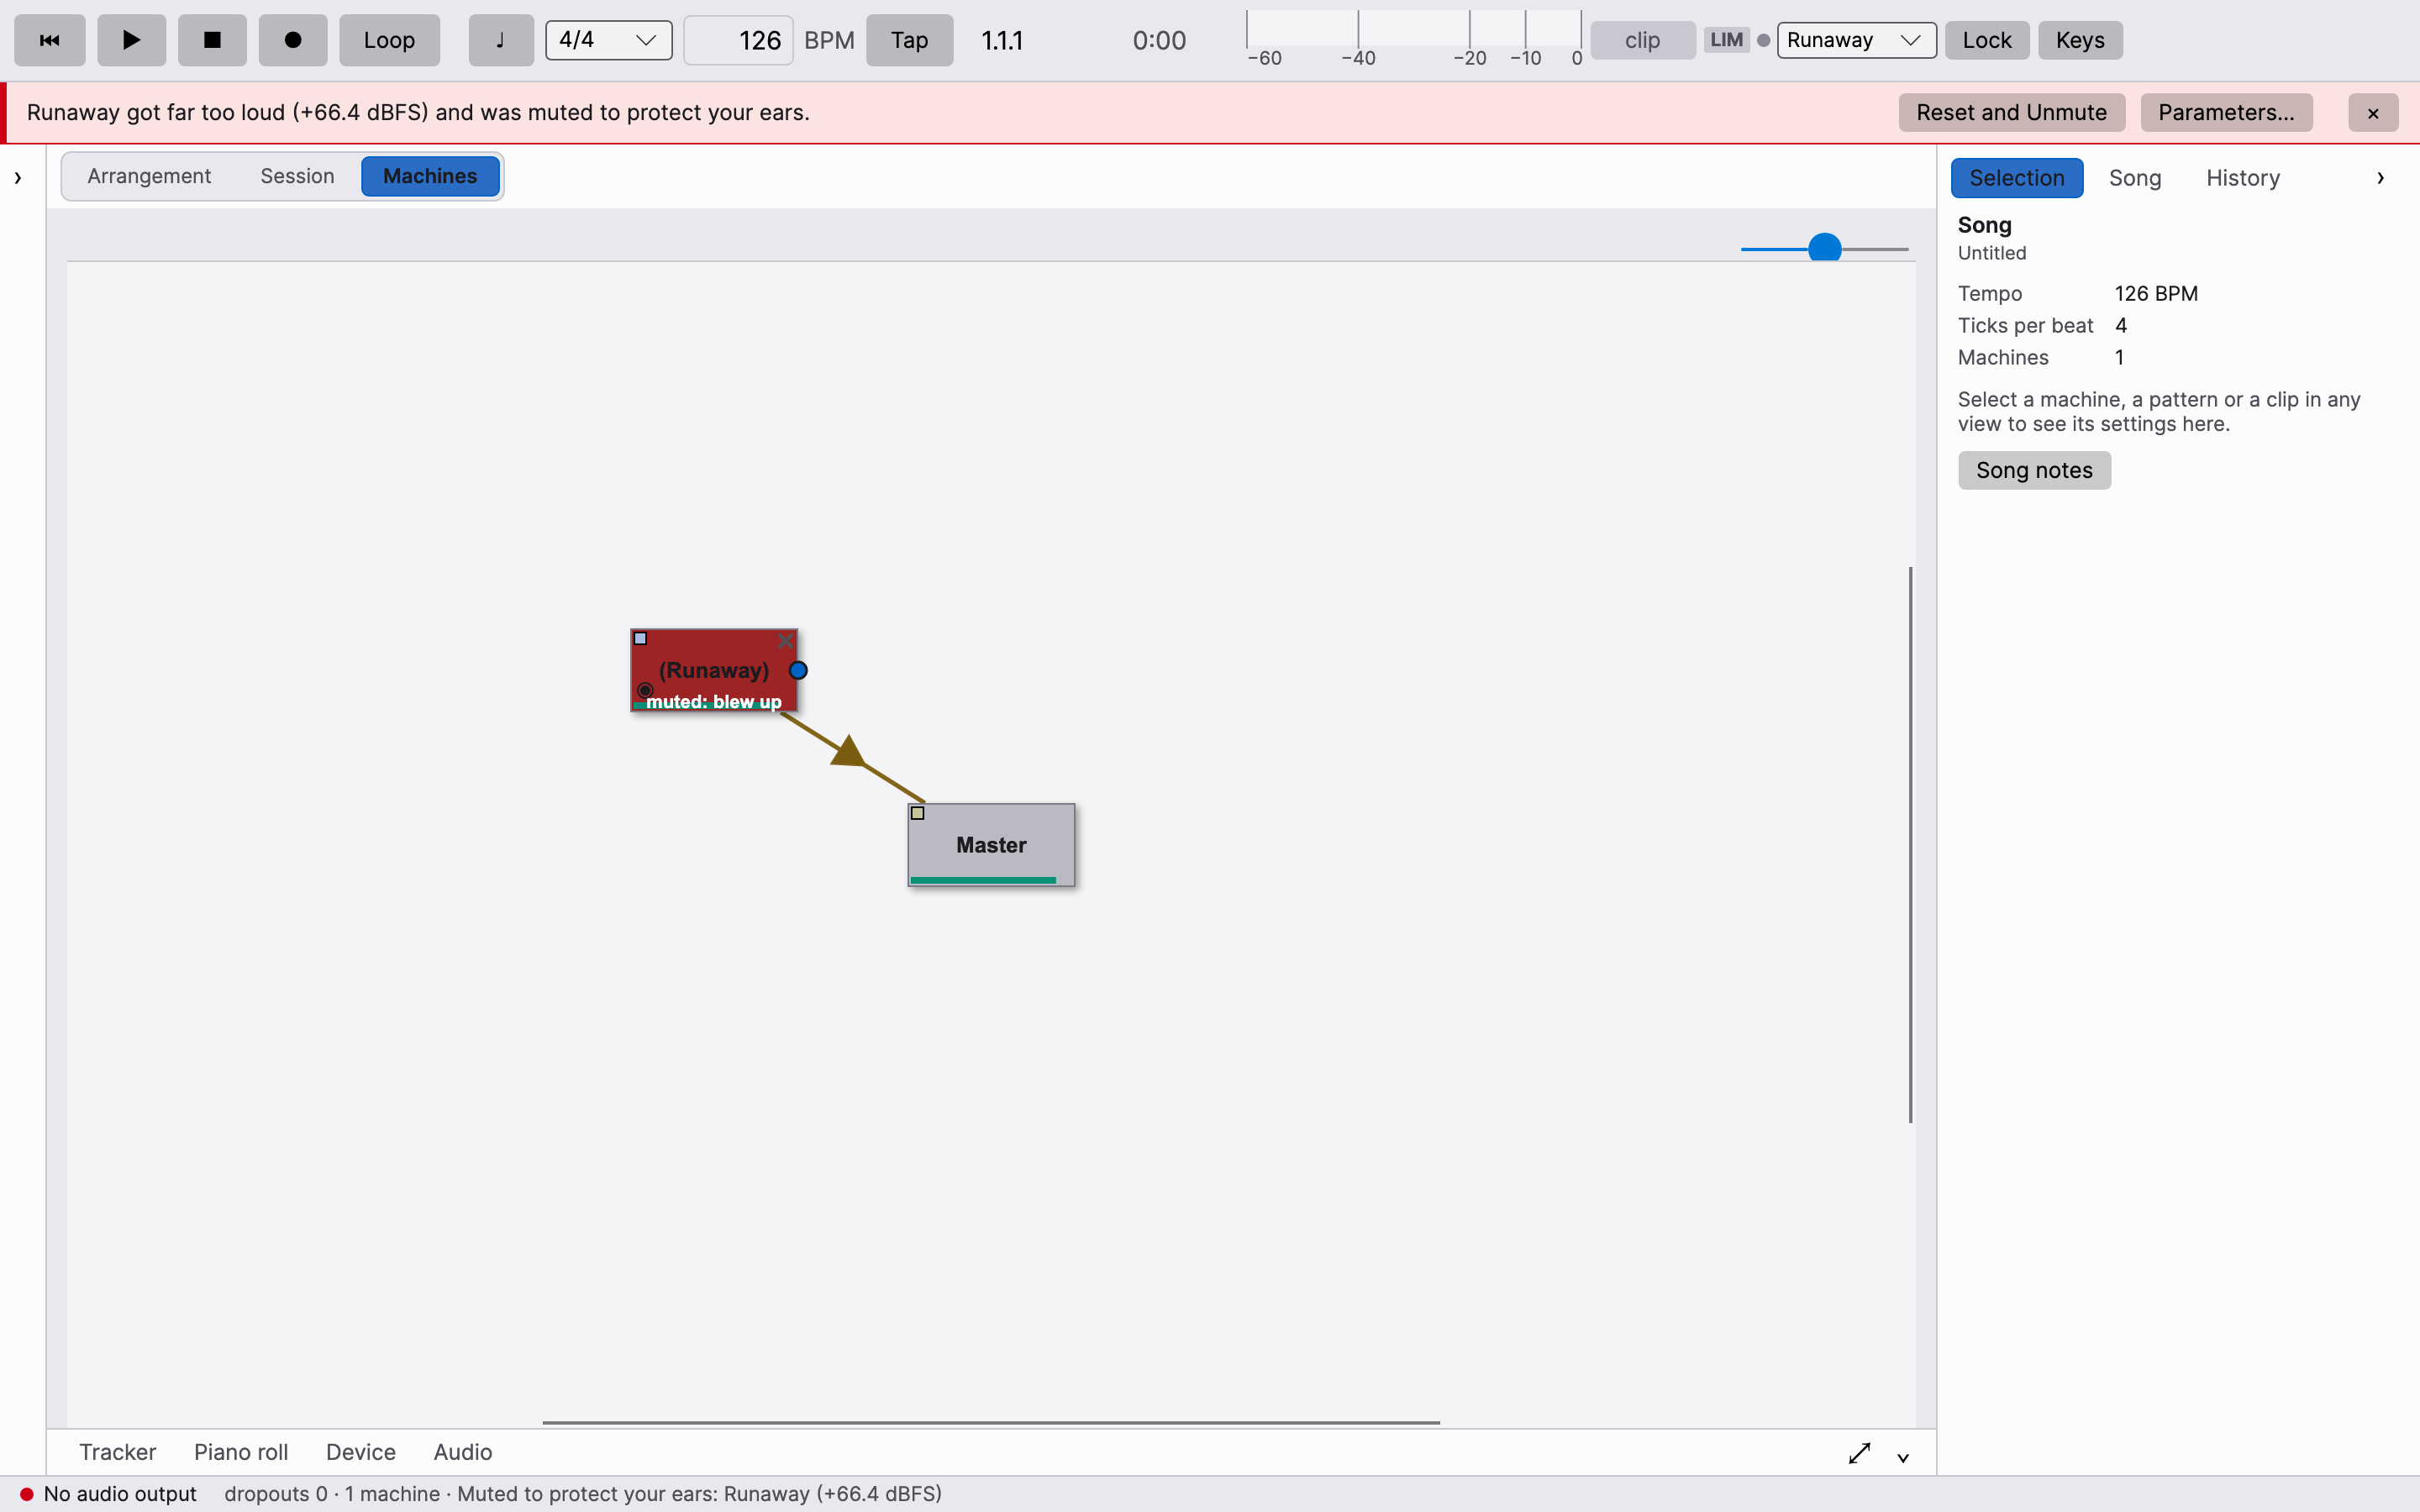 Loop
♩
4/4
126 BPM
Tap
1.1.1
0:00
−60 −40 −20 −10 0
clip
LIM
Runaway
Lock
Keys
Runaway got far too loud (+66.4 dBFS) and was muted to protect your ears.
Reset and Unmute
Parameters...
×
Arrangement Session Machines
Selection Song History
Song
Untitled
Tempo 126 BPM
Ticks per beat 4
Machines 1
Select a machine, a pattern or a clip in any
view to see its settings here.
Song notes
(Runaway)
muted: blew up
Master
Tracker Piano roll Device Audio
No audio output dropouts 0 · 1 machine · Muted to protect your ears: Runaway (+66.4 dBFS)